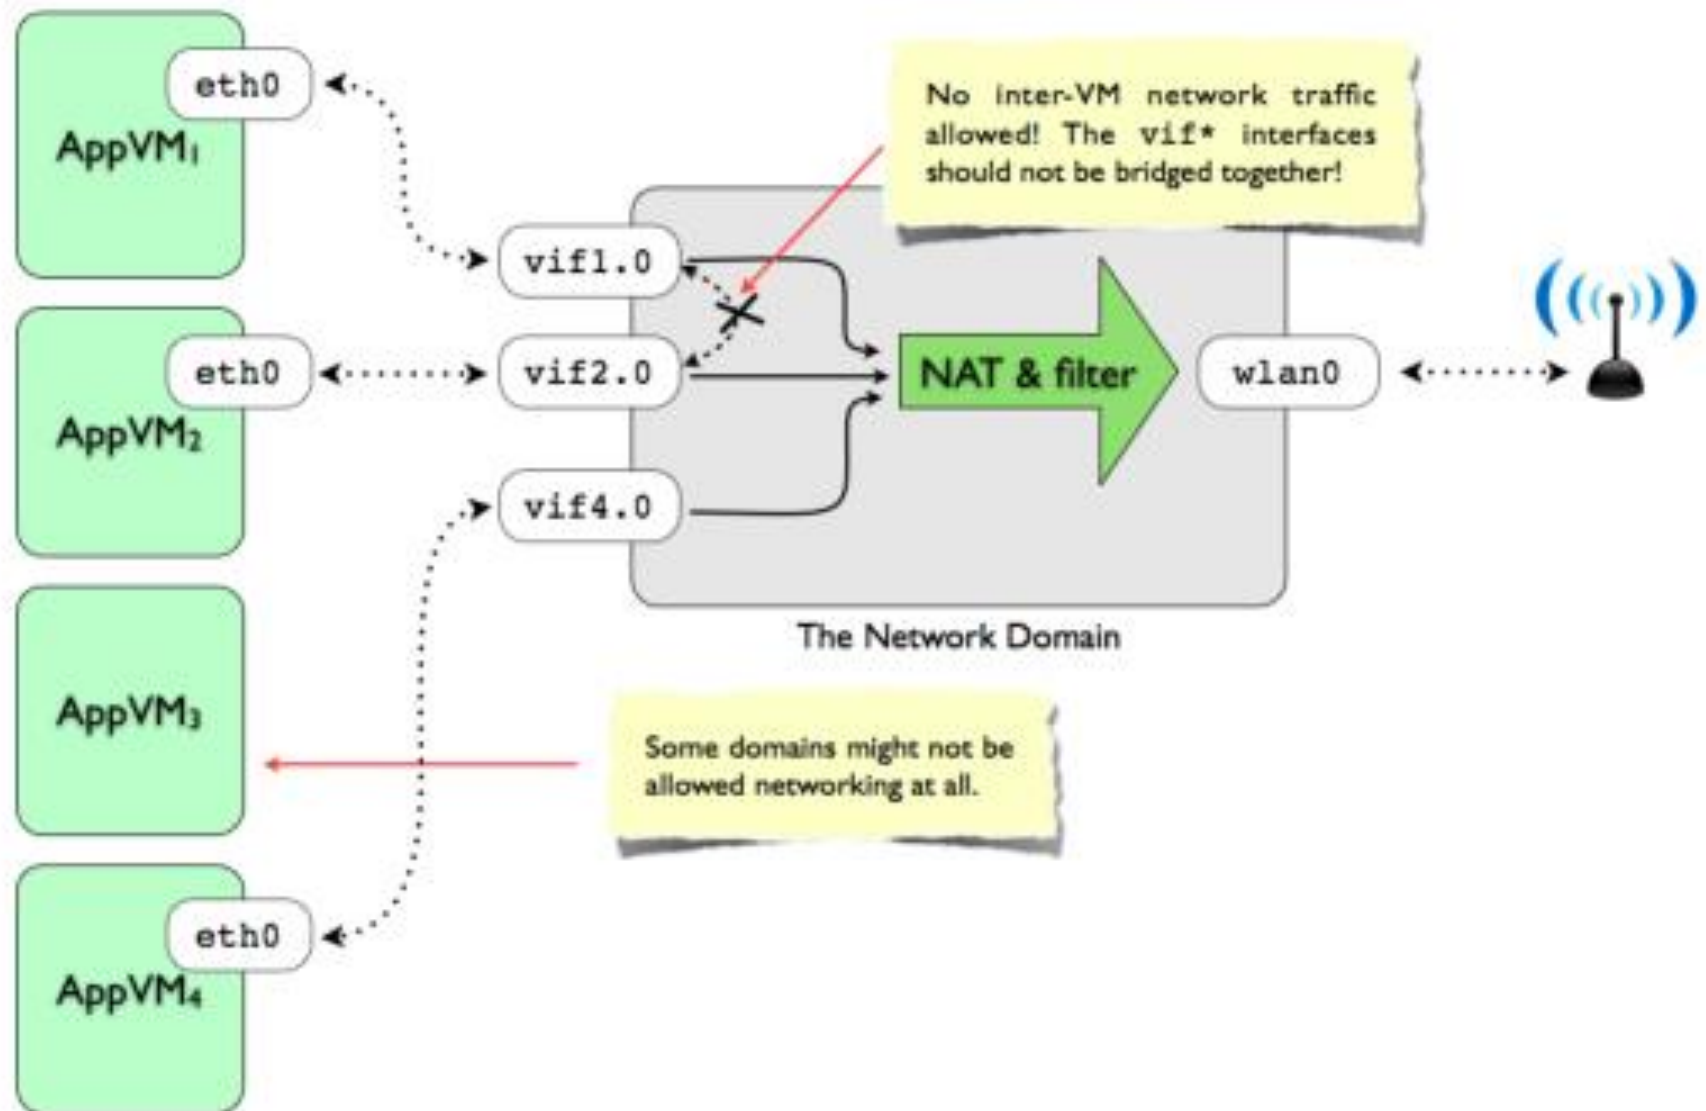 eth0
AppVM₁
No inter-VM network traffic
allowed! The vif* interfaces
should not be bridged together!
vif1.0
eth0
AppVM₂
vif2.0
NAT & filter
wlan0
vif4.0
The Network Domain
AppVM₃
Some domains might not be
allowed networking at all.
eth0
AppVM₄